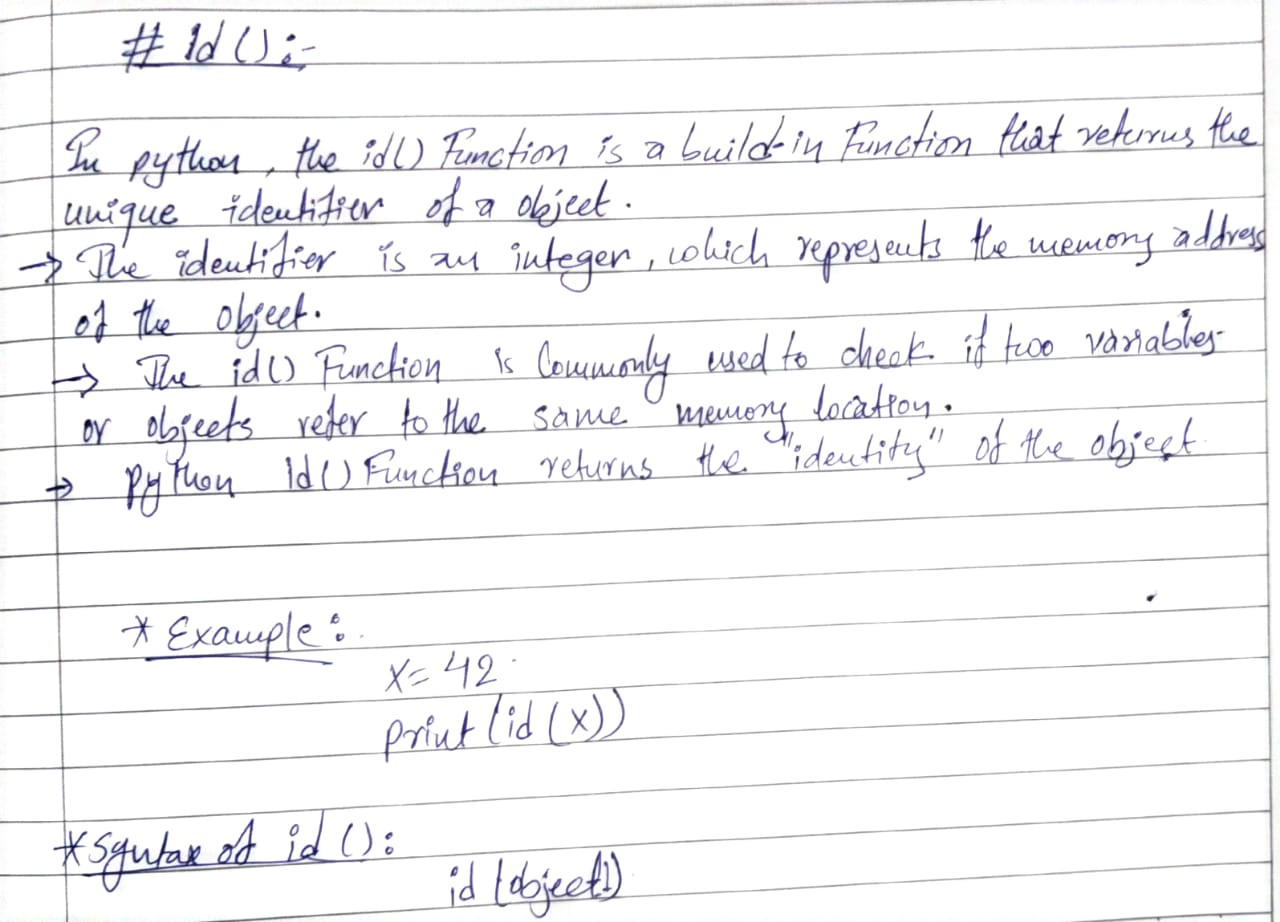 # Id () :-
In python, the id() Function is a build-in Function that returns the
unique identifier of a object.
→ The identifier is an integer, which represents the memory address
of the object.
→ The id() Function is Commonly used to check if two variables
or objects refer to the same memory location.
→ python Id() Function returns the "identity" of the object.
* Example :
X = 42
print (id (x))
* Syntax of id () :
id (object)